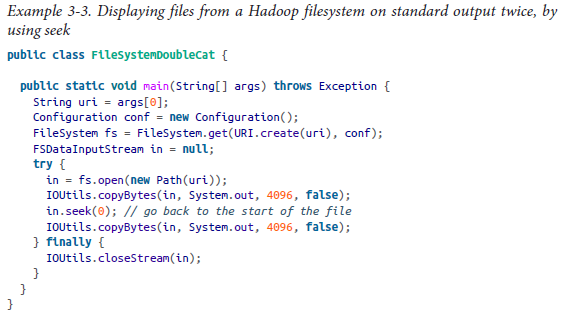 Example 3-3. Displaying files from a Hadoop filesystem on standard output twice, by
using seek
public class FileSystemDoubleCat {
  public static void main(String[] args) throws Exception {
    String uri = args[0];
    Configuration conf = new Configuration();
    FileSystem fs = FileSystem.get(URI.create(uri), conf);
    FSDataInputStream in = null;
    try {
      in = fs.open(new Path(uri));
      IOUtils.copyBytes(in, System.out, 4096, false);
      in.seek(0); // go back to the start of the file
      IOUtils.copyBytes(in, System.out, 4096, false);
    } finally {
      IOUtils.closeStream(in);
    }
  }
}